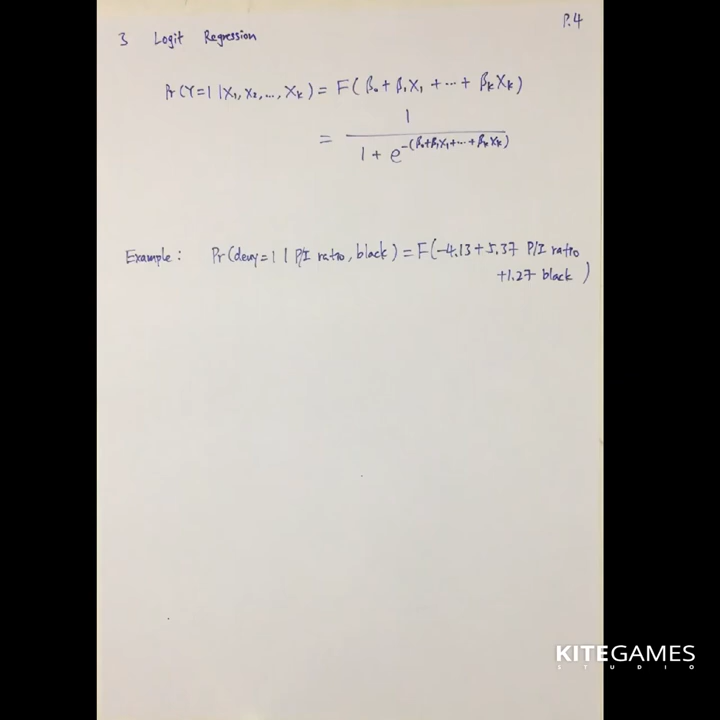 P.4
3 Logit Regression
Pr(Y=1 | X₁, X₂, ..., Xₖ) = F(β₀ + β₁X₁ + ... + βₖXₖ)
= 1 / (1 + e^-(β₀+β₁X₁+...+βₖXₖ))
Example: Pr(deny=1 | P/I ratio, black) = F(-4.13 + 5.37 P/I ratio
+1.27 black)
KITEGAMES
STUDIO